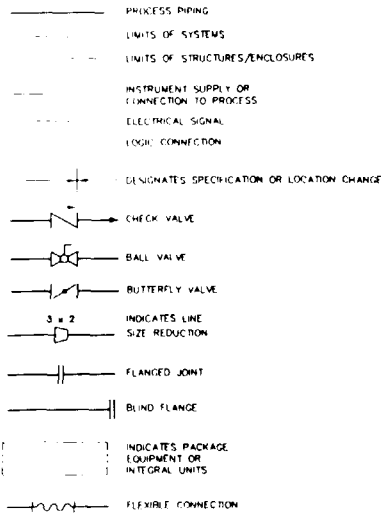 PROCESS PIPING
LIMITS OF SYSTEMS
LIMITS OF STRUCTURES/ENCLOSURES
INSTRUMENT SUPPLY OR
CONNECTION TO PROCESS
ELECTRICAL SIGNAL
LOGIC CONNECTION
DESIGNATES SPECIFICATION OR LOCATION CHANGE
CHECK VALVE
BALL VALVE
BUTTERFLY VALVE
3 x 2
INDICATES LINE
SIZE REDUCTION
FLANGED JOINT
BLIND FLANGE
INDICATES PACKAGE
EQUIPMENT OR
INTEGRAL UNITS
FLEXIBLE CONNECTION